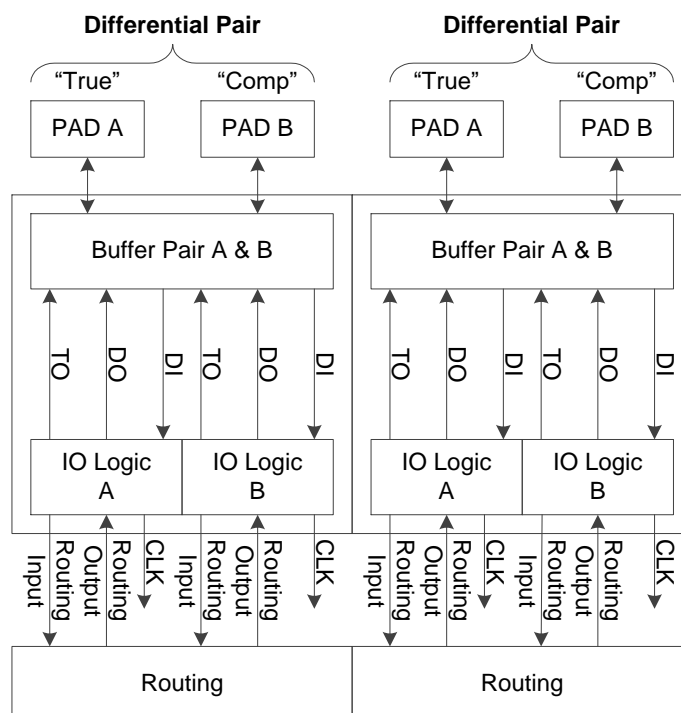 Differential Pair Differential Pair
“True” “Comp” “True” “Comp”
PAD A PAD B PAD A PAD B
Buffer Pair A & B Buffer Pair A & B
TO DO DI TO DO DI TO DO DI TO DO DI
IO Logic A IO Logic B IO Logic A IO Logic B
Routing Input Routing Output CLK Routing Input Routing Output CLK Routing Input Routing Output CLK Routing Input Routing Output CLK
Routing Routing